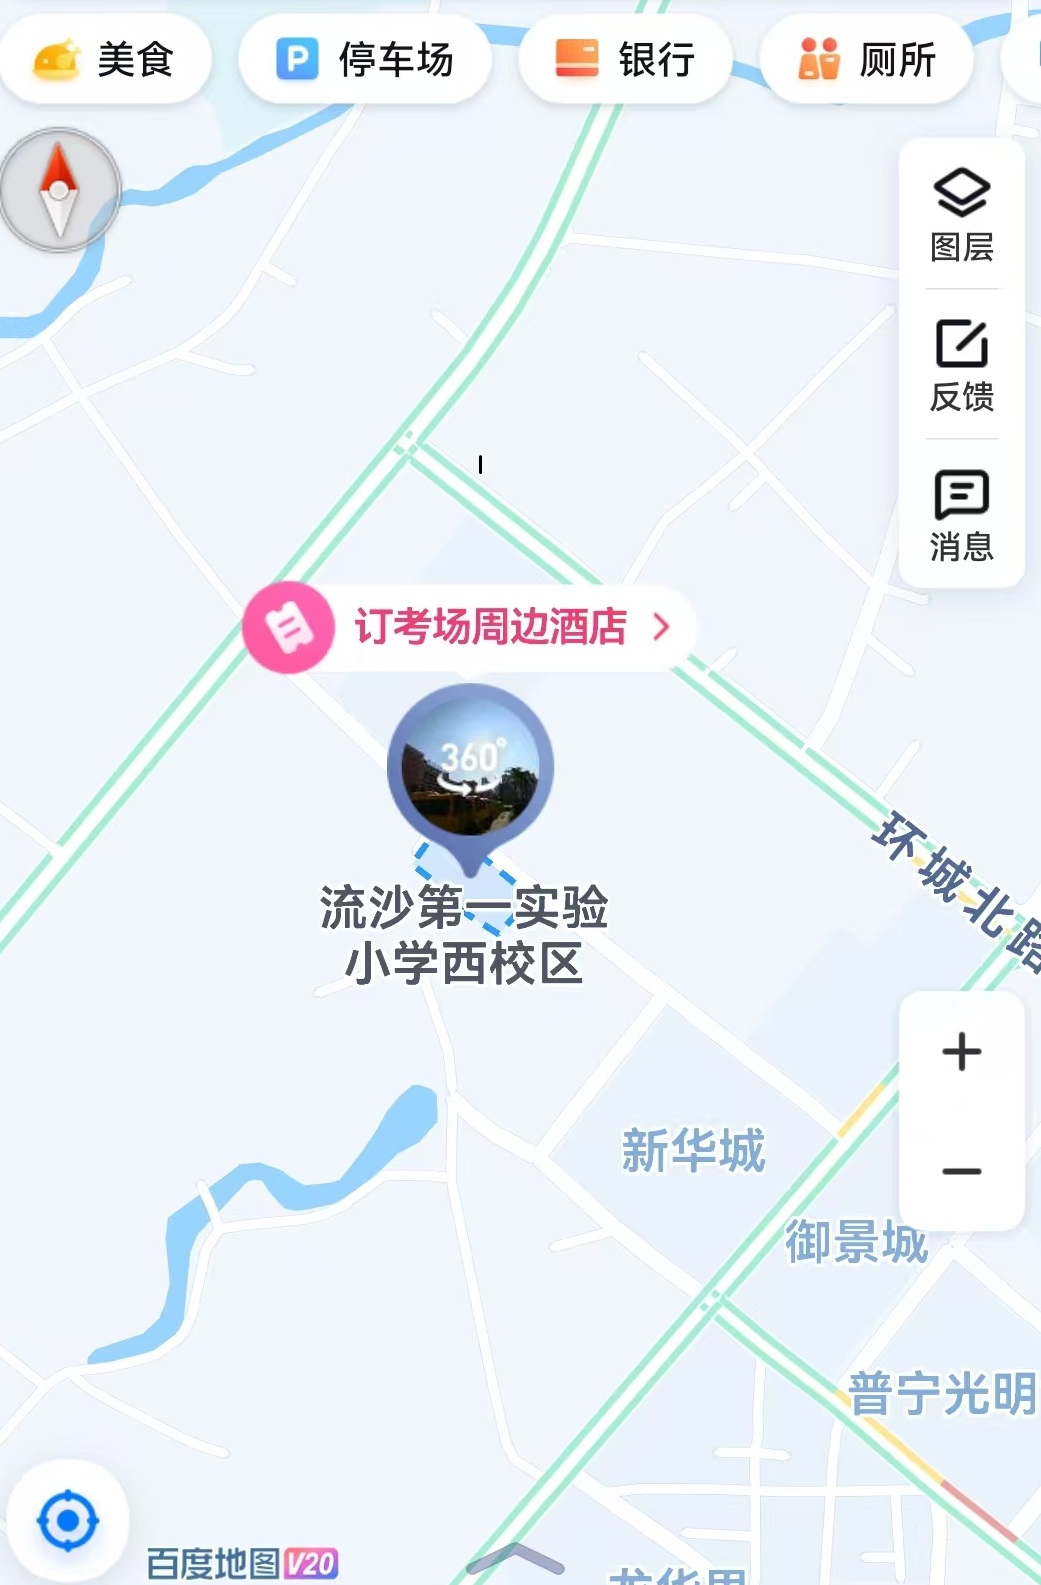 美食
P 停车场
银行
厕所
图层
反馈
消息
订考场周边酒店
360°
环城北路
流沙第一实验
小学西校区
新华城
御景城
普宁光明
百度地图V20